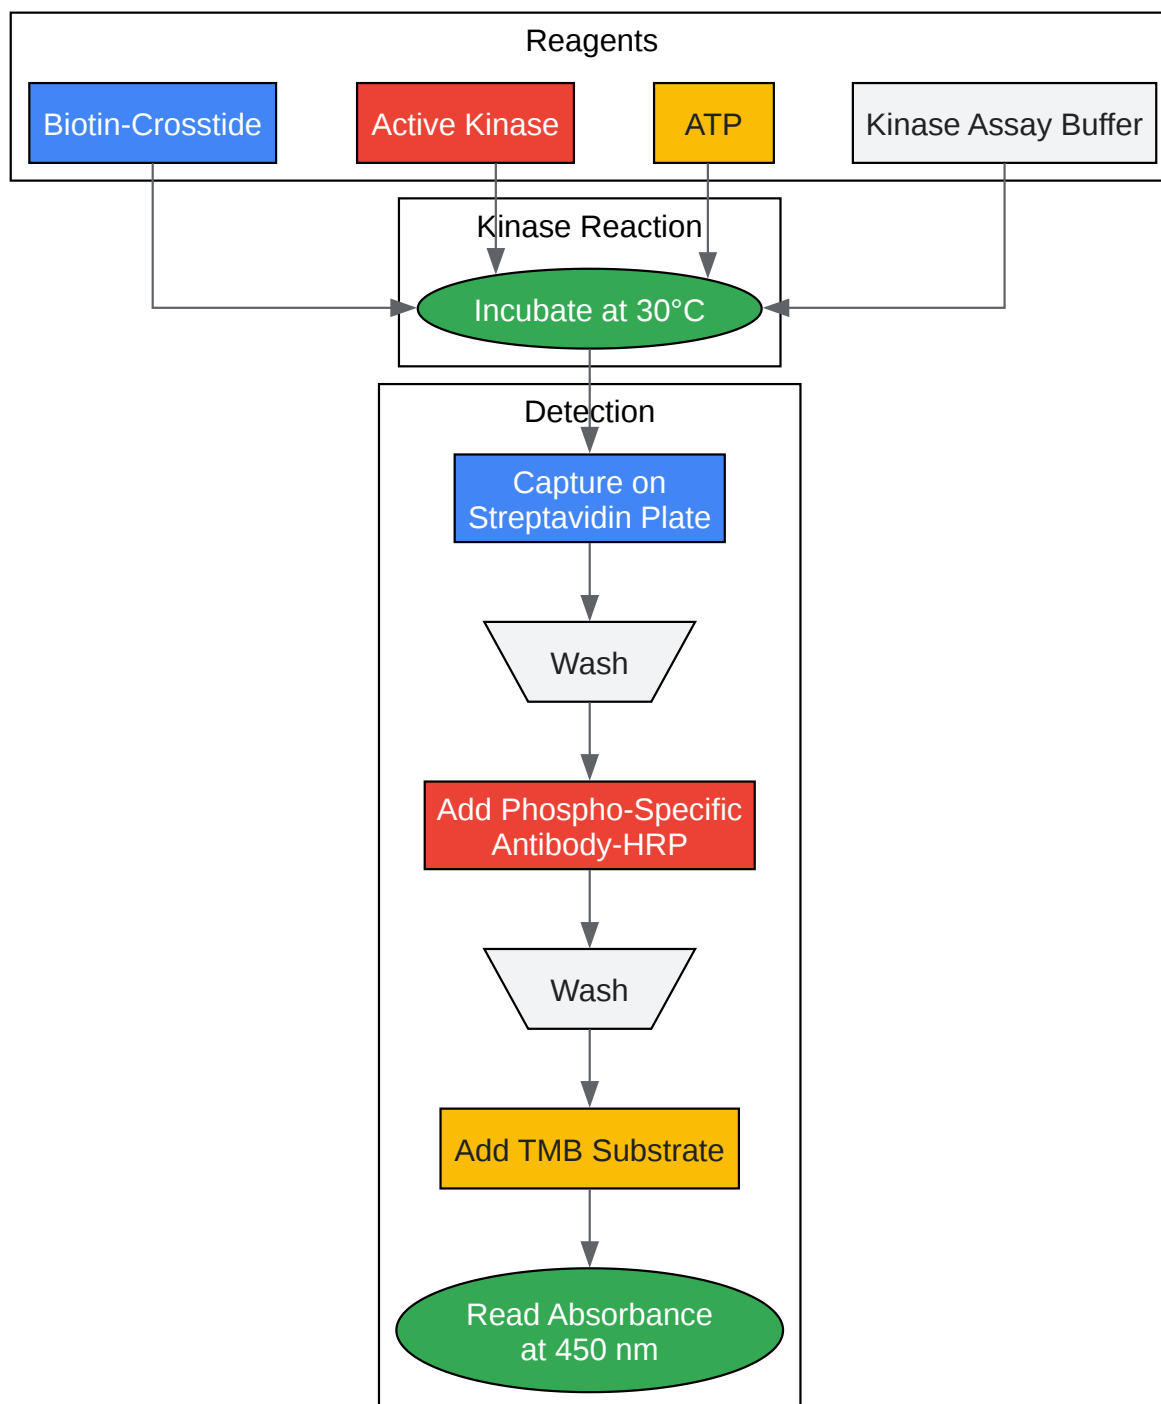 Reagents
Biotin-Crosstide
Active Kinase
ATP
Kinase Assay Buffer
Kinase Reaction
Incubate at 30°C
Detection
Capture on
Streptavidin Plate
Wash
Add Phospho-Specific
Antibody-HRP
Wash
Add TMB Substrate
Read Absorbance
at 450 nm